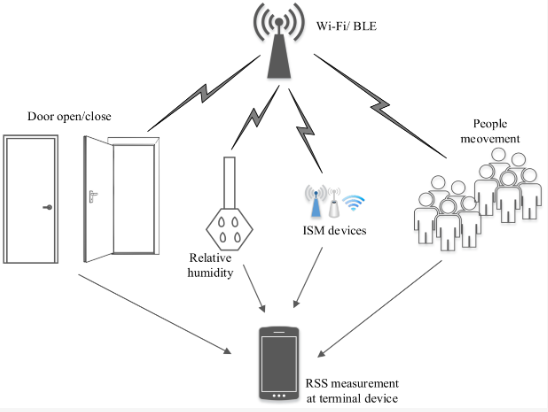 Wi-Fi/ BLE
Door open/close
People
meovement
ISM devices
Relative
humidity
RSS measurement
at terminal device